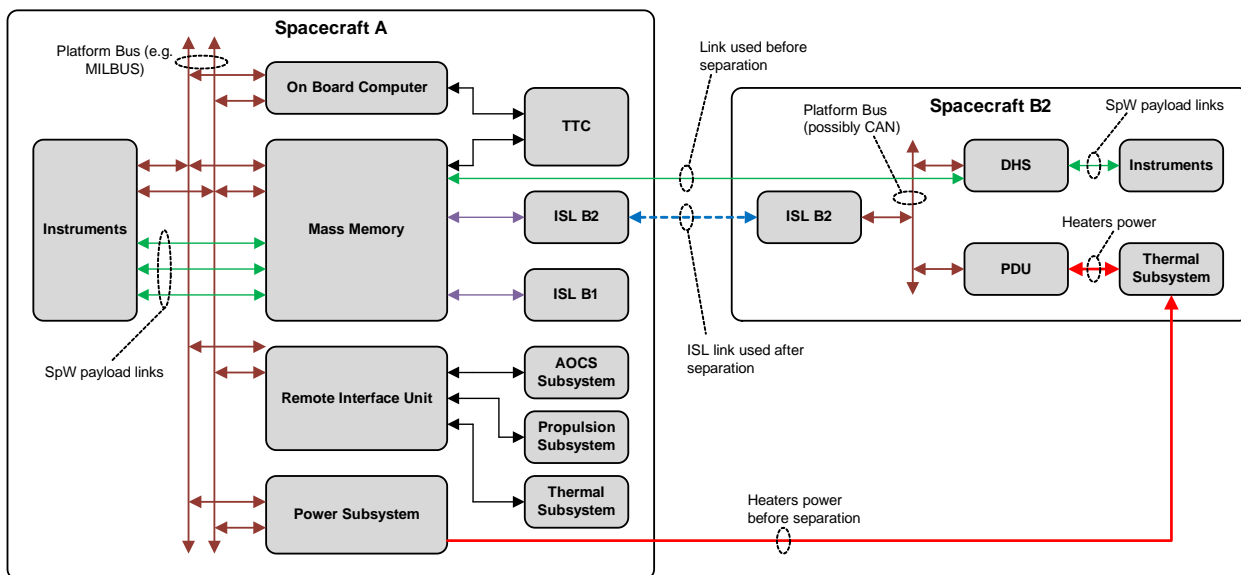 Spacecraft A
Platform Bus (e.g.
MILBUS)
On Board Computer
TTC
Instruments
Mass Memory
ISL B2
ISL B1
SpW payload links
Remote Interface Unit
AOCS
Subsystem
Propulsion
Subsystem
Thermal
Subsystem
Power Subsystem
Link used before
separation
ISL link used after
separation
Heaters power
before separation
Spacecraft B2
Platform Bus
(possibly CAN)
SpW payload links
DHS
Instruments
ISL B2
Heaters power
PDU
Thermal
Subsystem